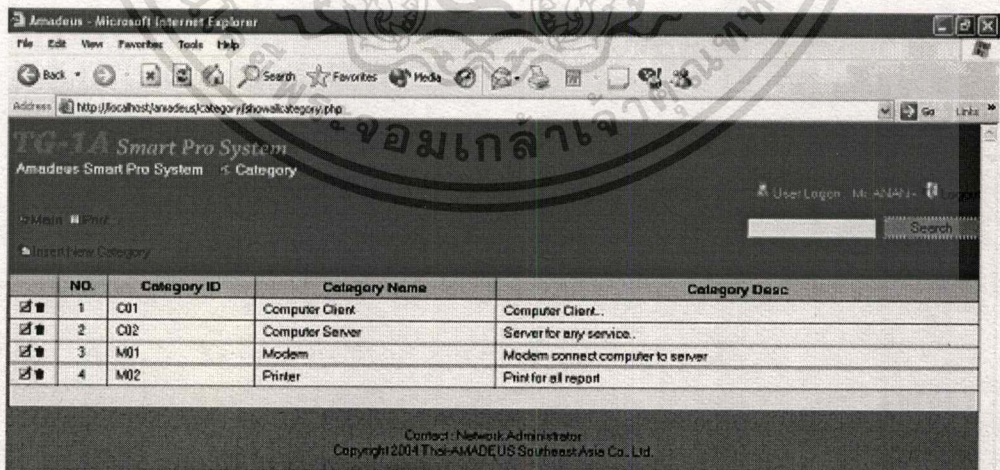 Amadeus - Microsoft Internet Explorer
File Edit View Favorites Tools Help
Back Search Favorites Media
Address http://localhost/amadeus/category/showallcategory.php Go Links
TG-1A Smart Pro System
Amadeus Smart Pro System Category
User Logon : Mr. ANAN Logout
Main Print
Search
Insert New Category
NO. Category ID Category Name Category Desc
1 C01 Computer Client Computer Client..
2 C02 Computer Server Server for any service..
3 M01 Modem Modem connect computer to server
4 M02 Printer Print for all report
Contact : Network Administrator
Copyright 2004 Thai-AMADEUS Southeast Asia Co., Ltd.